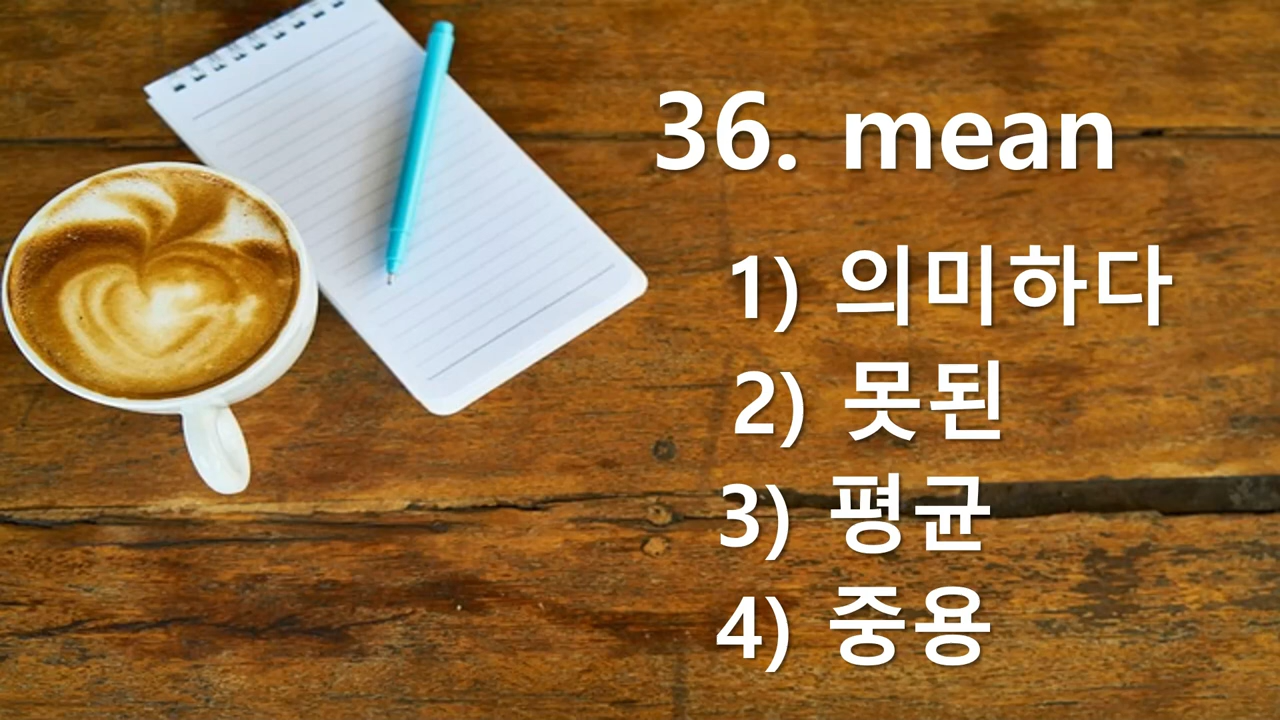 36. mean
1) 의미하다
2) 못된
3) 평균
4) 중용